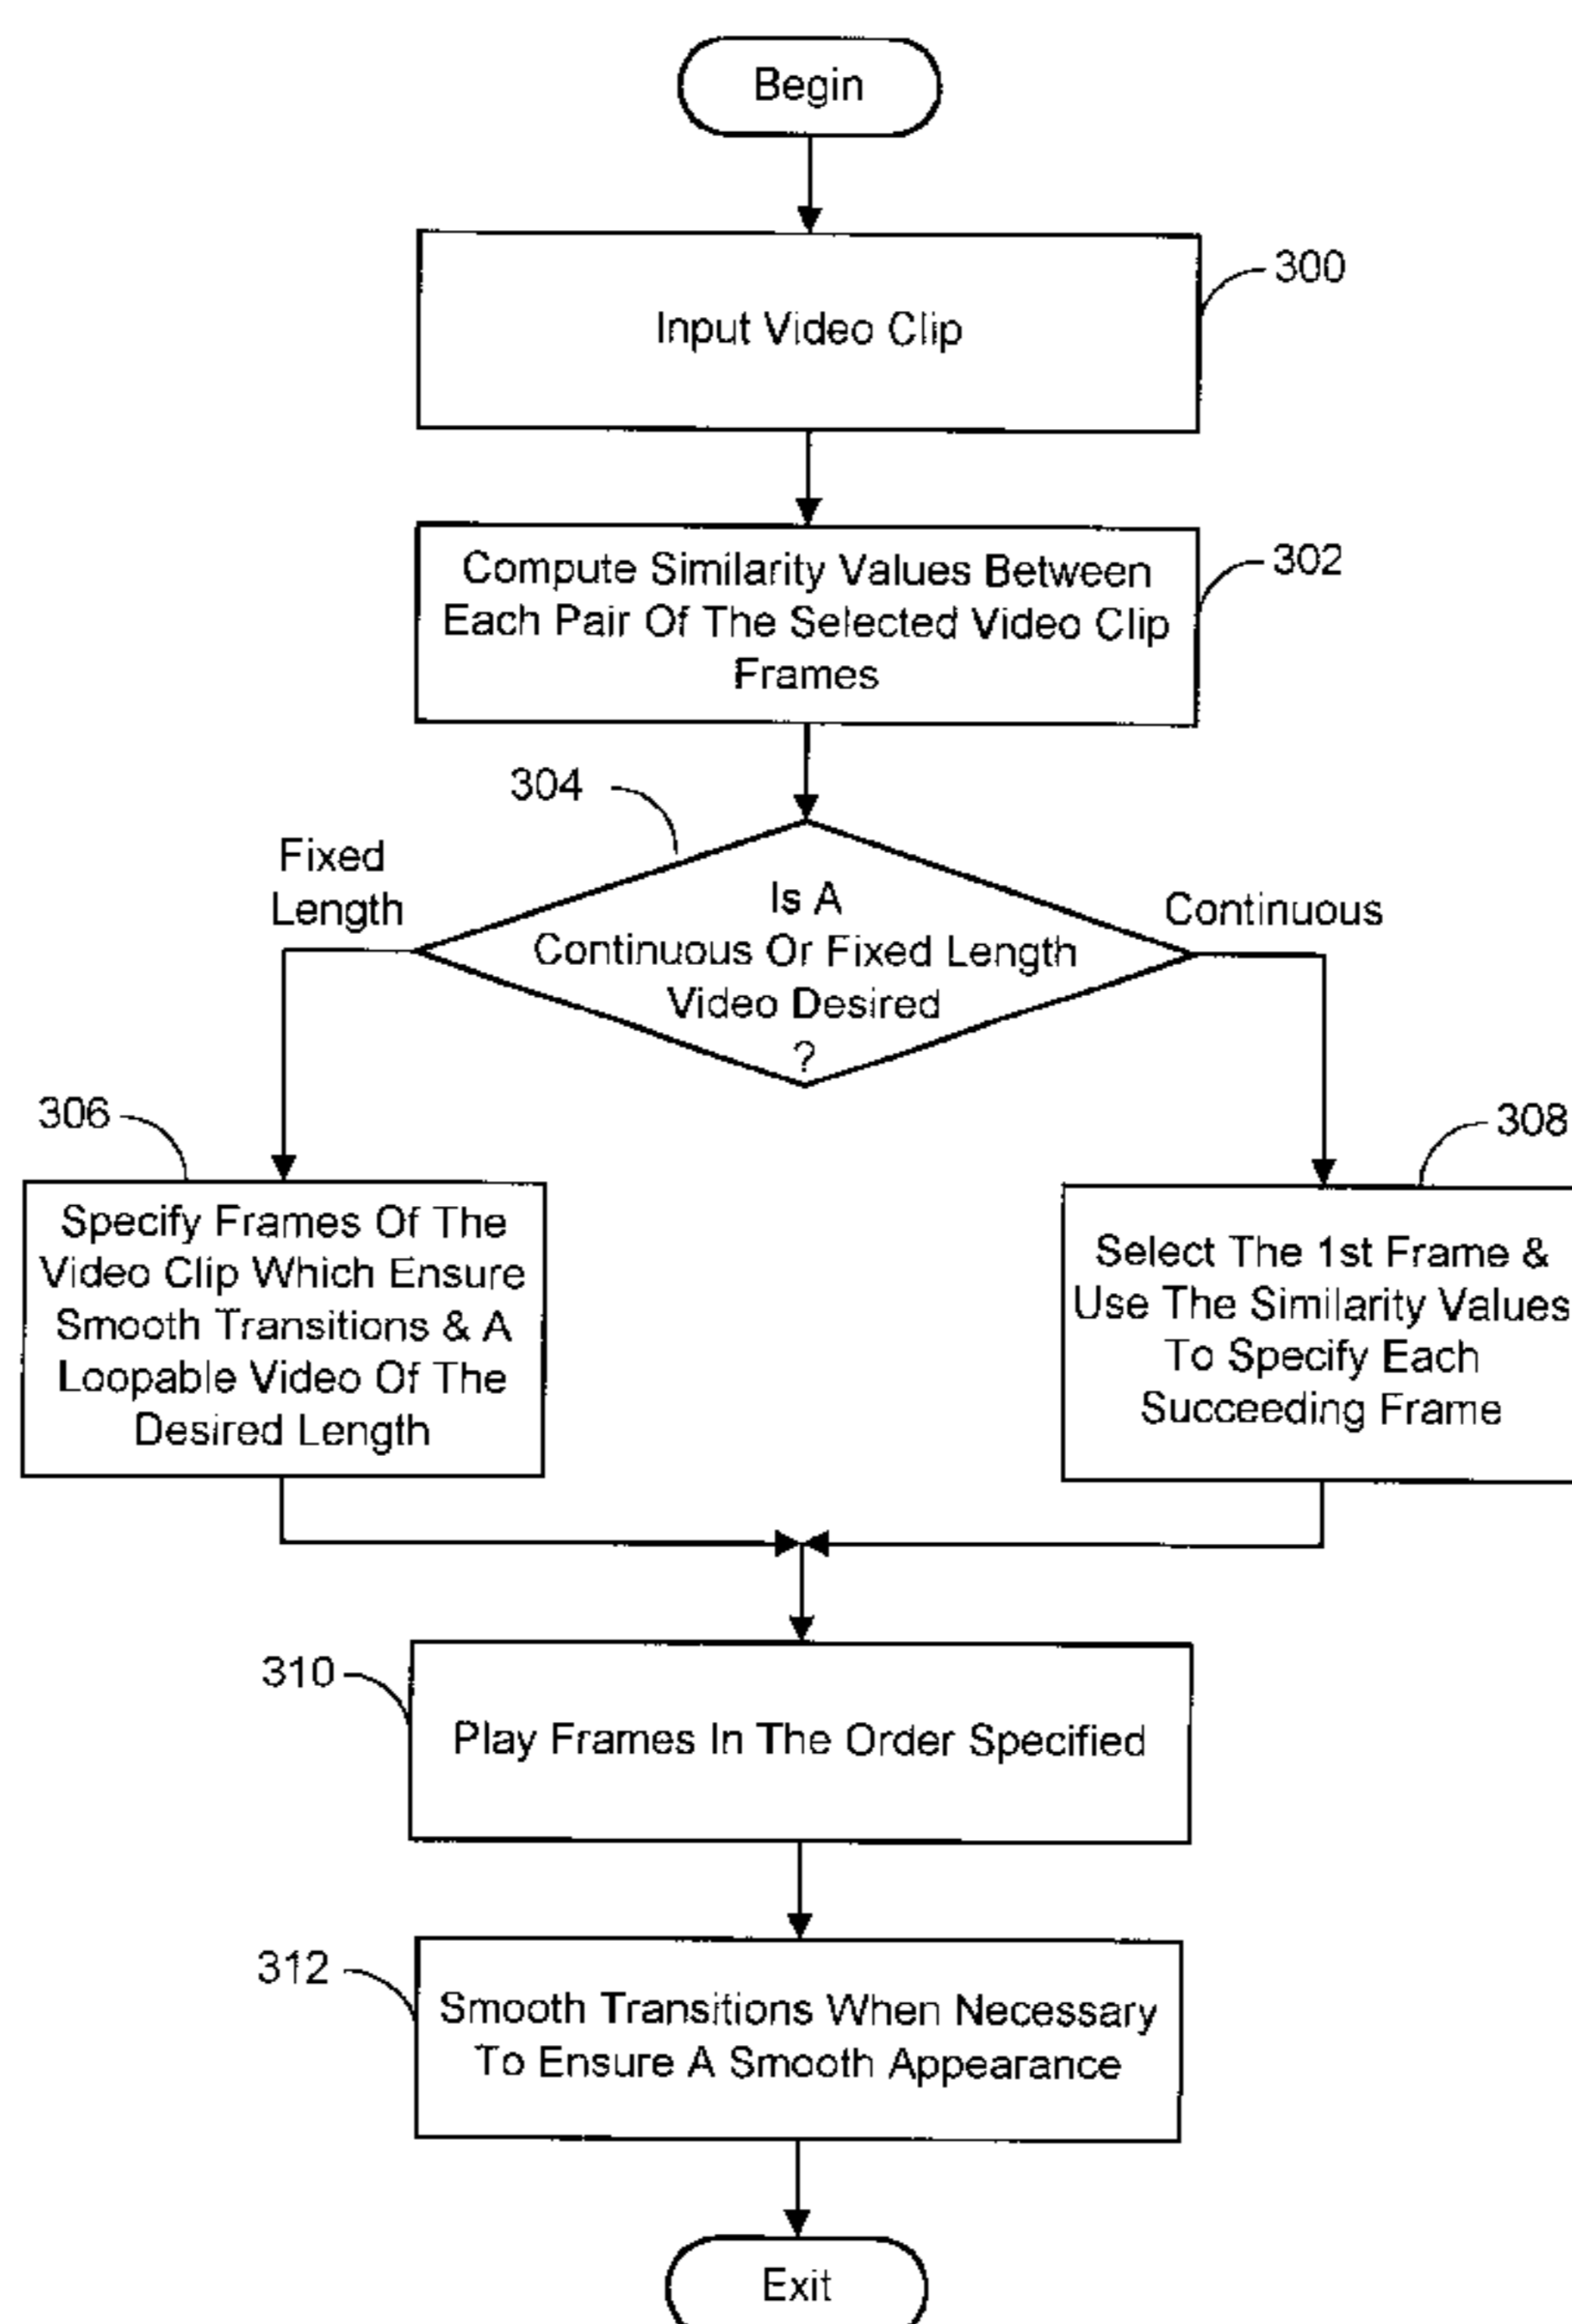 Begin
300
Input Video Clip
302
Compute Similarity Values Between
Each Pair Of The Selected Video Clip
Frames
304
Fixed
Length
Is A
Continuous Or Fixed Length
Video Desired
?
Continuous
306
Specify Frames Of The
Video Clip Which Ensure
Smooth Transitions & A
Loopable Video Of The
Desired Length
308
Select The 1st Frame &
Use The Similarity Values
To Specify Each
Succeeding Frame
310
Play Frames In The Order Specified
312
Smooth Transitions When Necessary
To Ensure A Smooth Appearance
Exit